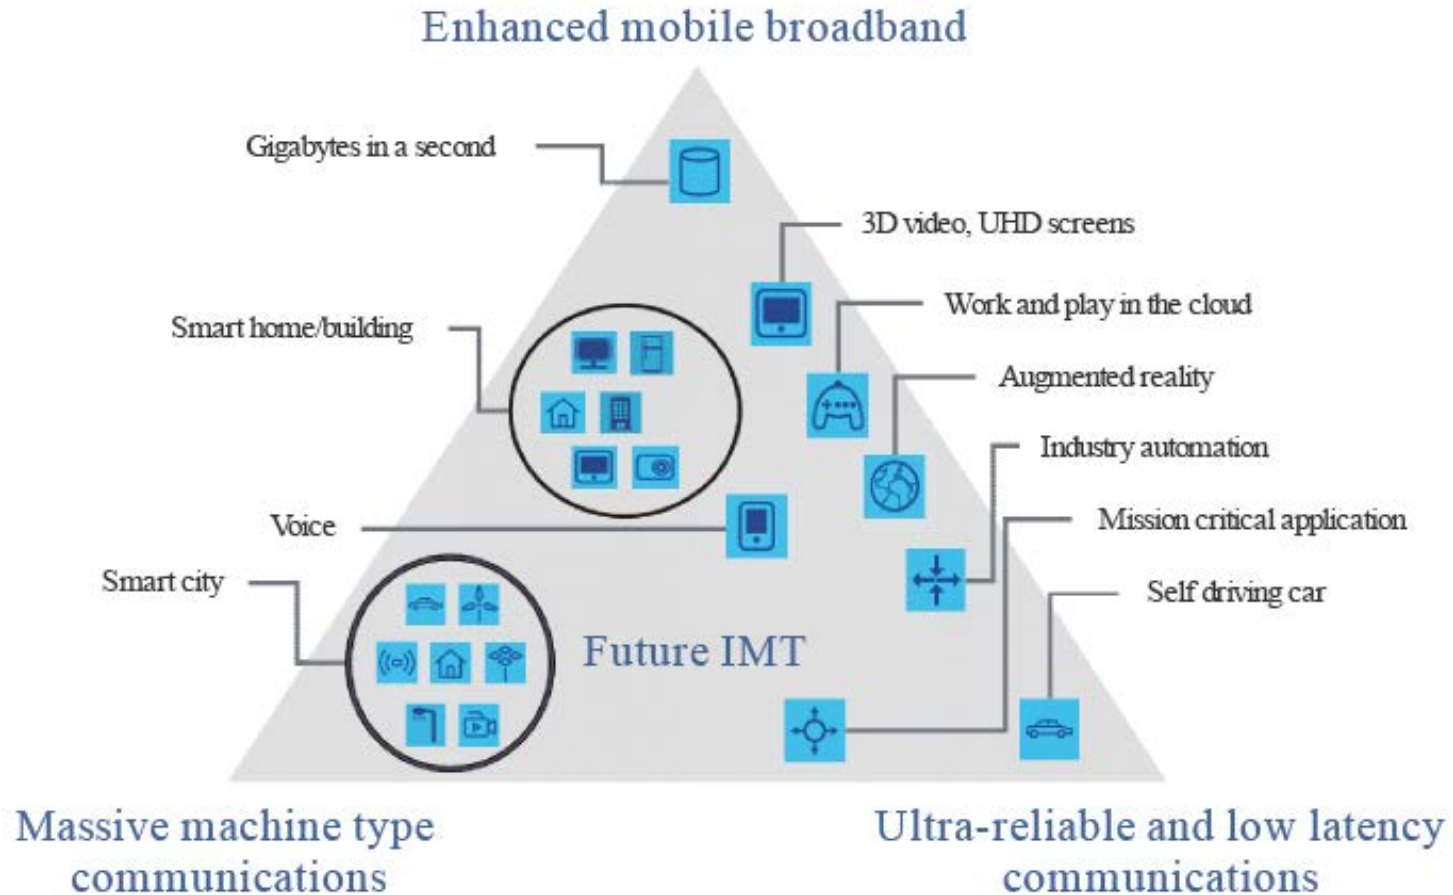 Enhanced mobile broadband
Gigabytes in a second
3D video, UHD screens
Work and play in the cloud
Smart home/building
Augmented reality
Industry automation
Mission critical application
Voice
Smart city
Self driving car
Future IMT
Massive machine type
communications
Ultra-reliable and low latency
communications